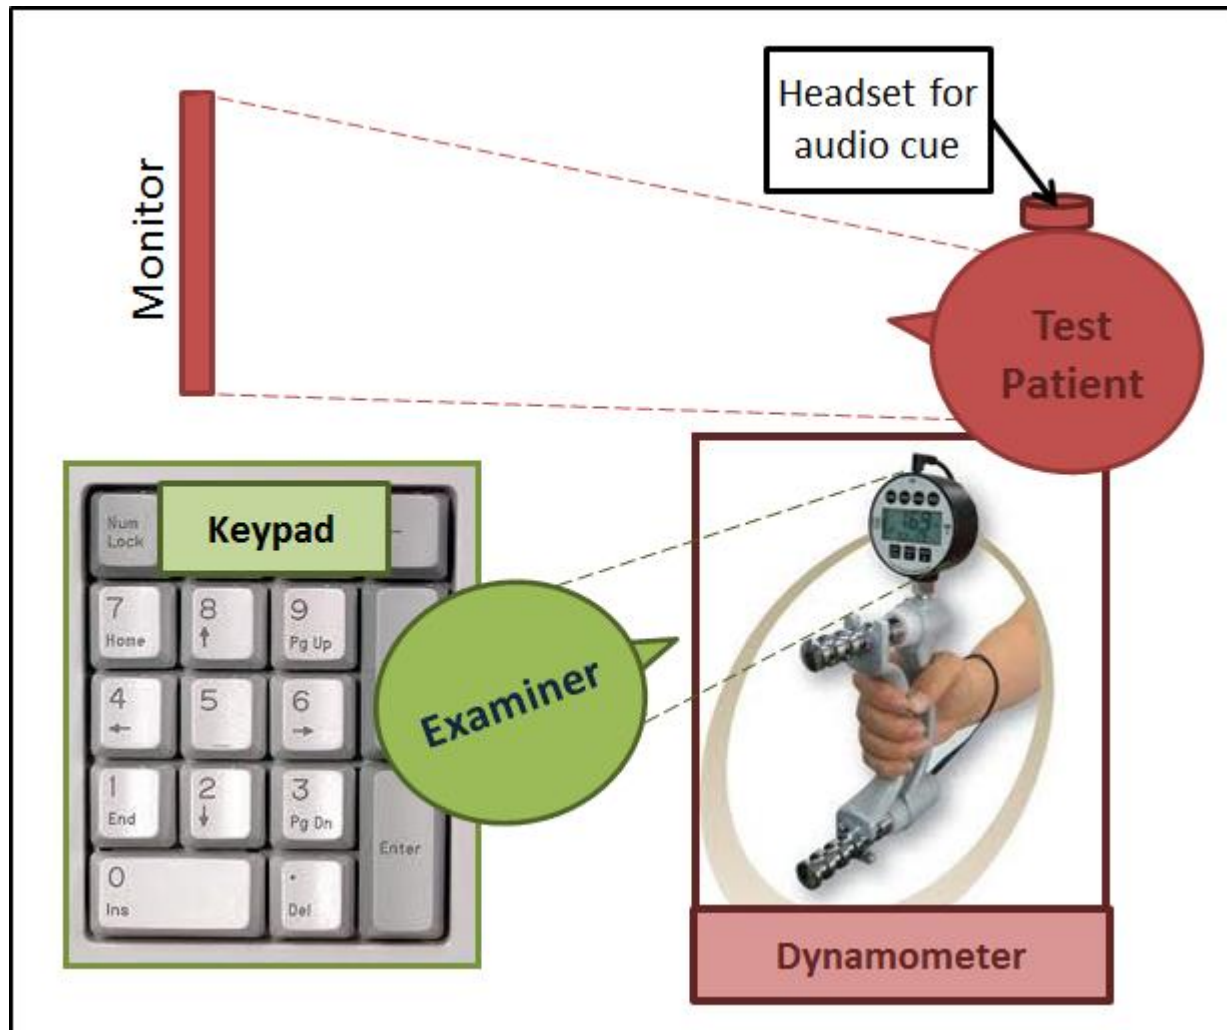 Headset for
audio cue
Monitor
Test
Patient
Keypad
Num
Lock
–
7
Home
8
↑
9
Pg Up
4
←
5
6
→
1
End
2
↓
3
Pg Dn
Enter
0
Ins
.
Del
Examiner
169
Dynamometer